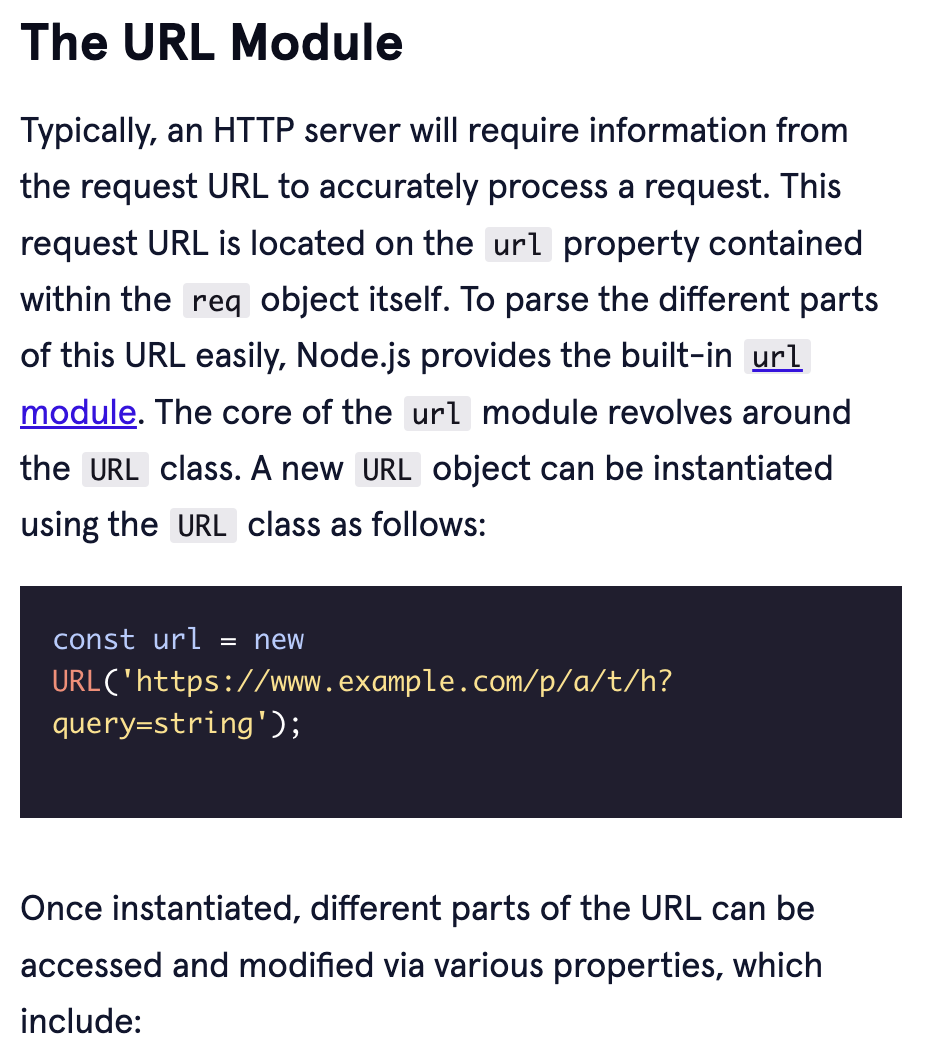 The URL Module
Typically, an HTTP server will require information from
the request URL to accurately process a request. This
request URL is located on the url property contained
within the req object itself. To parse the different parts
of this URL easily, Node.js provides the built-in url
module. The core of the url module revolves around
the URL class. A new URL object can be instantiated
using the URL class as follows:
const url = new
URL('https://www.example.com/p/a/t/h?
query=string');
Once instantiated, different parts of the URL can be
accessed and modified via various properties, which
include: